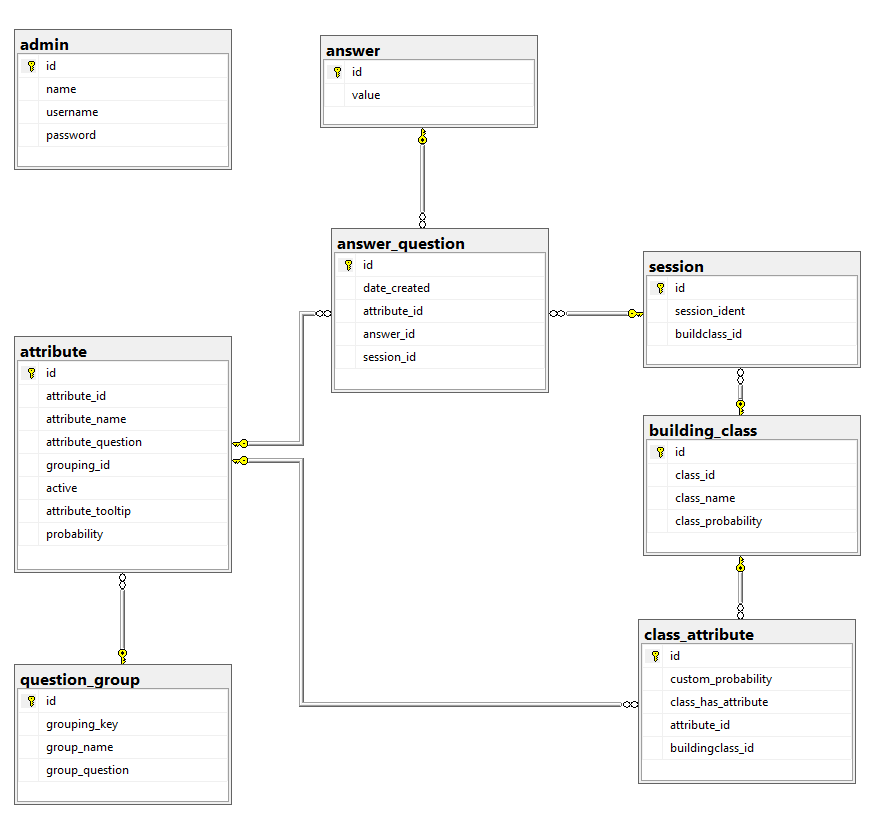 admin
id
name
username
password
answer
id
value
answer_question
id
date_created
attribute_id
answer_id
session_id
session
id
session_ident
buildclass_id
attribute
id
attribute_id
attribute_name
attribute_question
grouping_id
active
attribute_tooltip
probability
building_class
id
class_id
class_name
class_probability
class_attribute
id
custom_probability
class_has_attribute
attribute_id
buildingclass_id
question_group
id
grouping_key
group_name
group_question